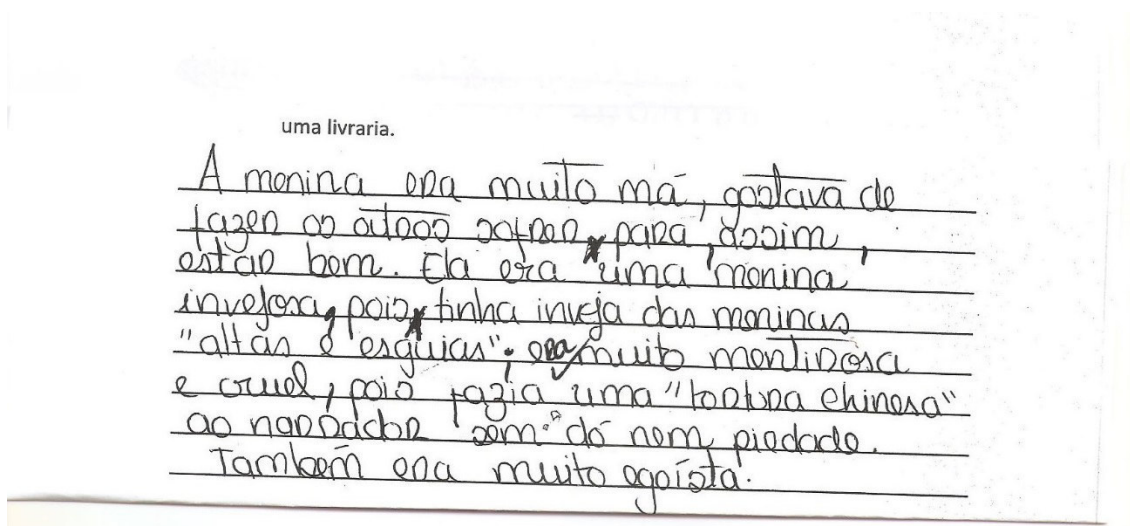 uma livraria.
A menina era muito má, gostava de
fazer os outros sofrer, para, assim,
estar bem. Ela era uma menina
invejosa, pois tinha inveja das meninas
"altas e esguias"; era muito mentirosa
e cruel, pois fazia uma "tortura chinesa"
ao narrador "sem" dó nem piedade.
Também era muito egoísta.